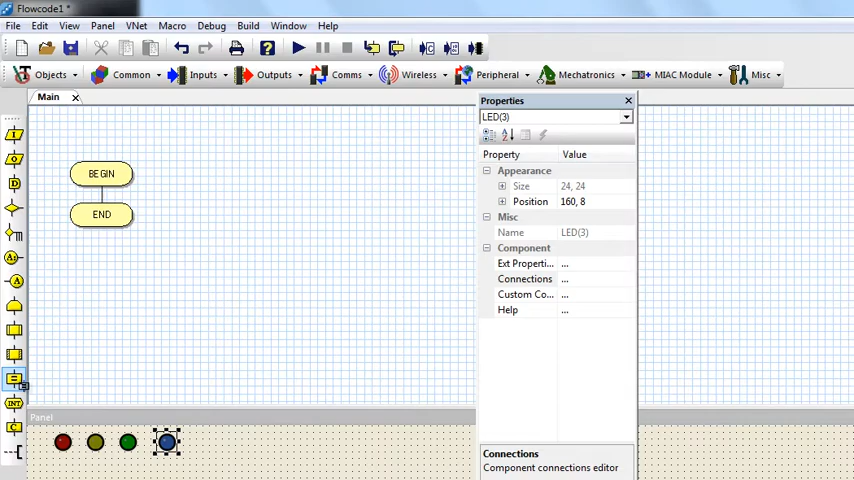 Flowcode1 *
File Edit View Panel VNet Macro Debug Build Window Help
Objects Common Inputs Outputs Comms Wireless Peripheral Mechatronics MIAC Module Misc
Main
Properties
LED(3)
Property Value
Appearance
Size 24, 24
Position 160, 8
Misc
Name LED(3)
Component
Ext Properti... ...
Connections ...
Custom Co... ...
Help ...
BEGIN
END
I
O
D
A:
A
INT
C
Panel
Connections
Component connections editor